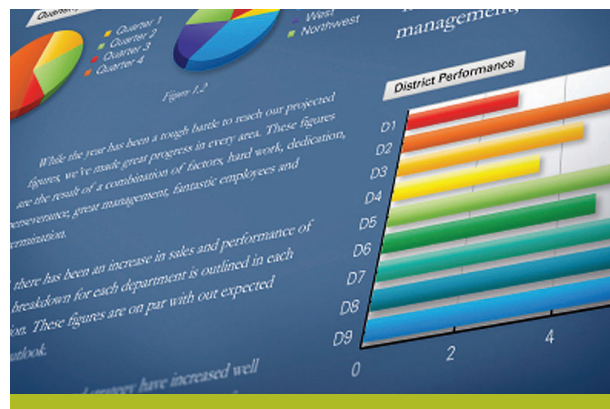 Quarter 1
Quarter 2
Quarter 3
Quarter 4
West
Northwest
Figure 1.2
management,
While the year has been a tough battle to reach our projected
figures, we've made great progress in every area. These figures
are the result of a combination of factors, hard work, dedication,
perseverance, great management, fantastic employees and
ermination.
there has been an increase in sales and performance of
breakdown for each department is outlined in each
on. These figures are on par with out expected
utlook.
strategy have increased well
District Performance
D1
D2
D3
D4
D5
D6
D7
D8
D9
0
2
4